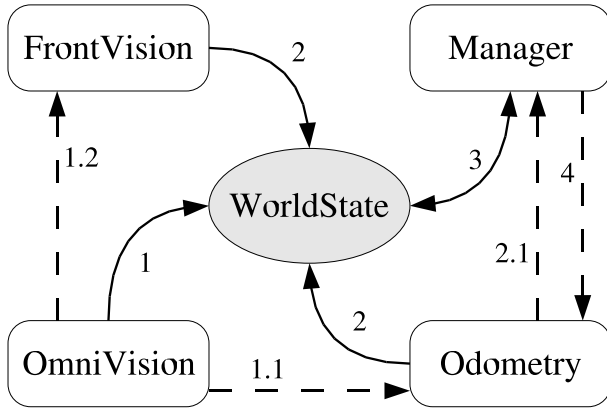 FrontVision
2
Manager
1.2
3
4
WorldState
2.1
1
2
OmniVision
1.1
Odometry